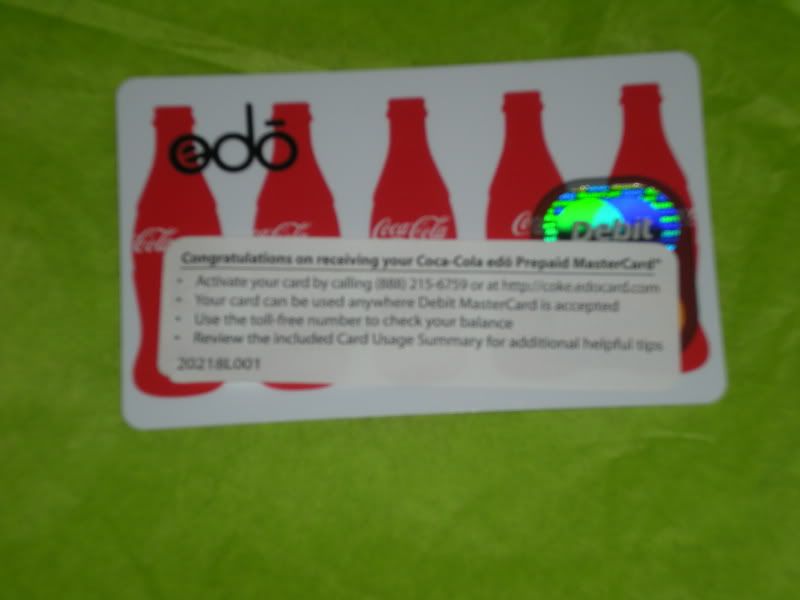 edō
Coca-Cola
Debit
Congratulations on receiving your Coca-Cola edō Prepaid MasterCard®
• Activate your card by calling (888) 215-6759 or at http://coke.edocard.com
• Your card can be used anywhere Debit MasterCard is accepted
• Use the toll-free number to check your balance
• Review the included Card Usage Summary for additional helpful tips
20218L001